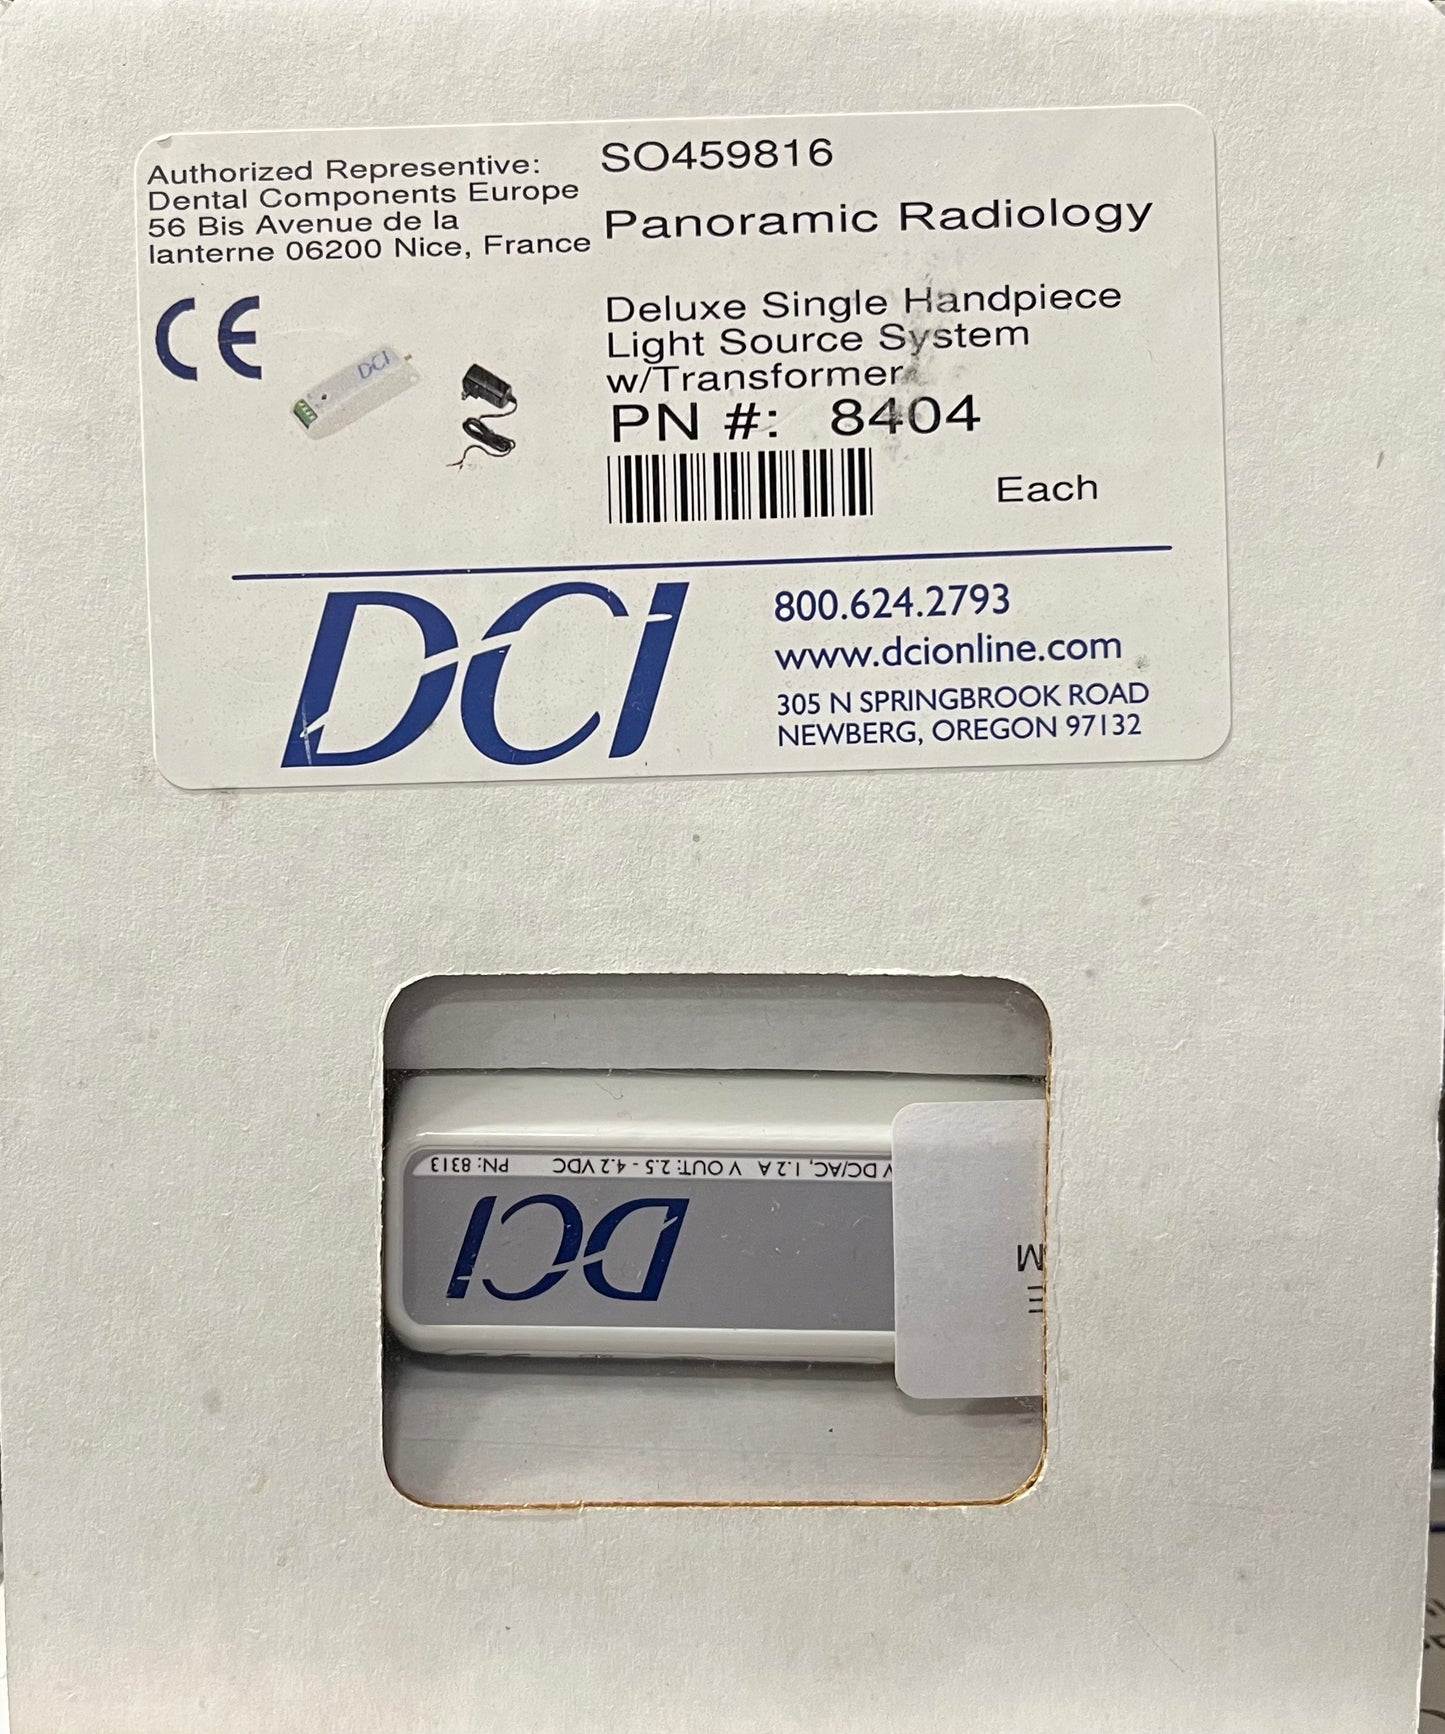 Authorized Representive:
Dental Components Europe
56 Bis Avenue de la
lanterne 06200 Nice, France
SO459816
Panoramic Radiology
CE
DCI
Deluxe Single Handpiece
Light Source System
w/Transformer
PN #: 8404
Each
DCI
800.624.2793
www.dcionline.com
305 N SPRINGBROOK ROAD
NEWBERG, OREGON 97132
DCI
V DC/AC, 1.2 A V OUT: 2.5 - 4.2 VDC PN: 8313